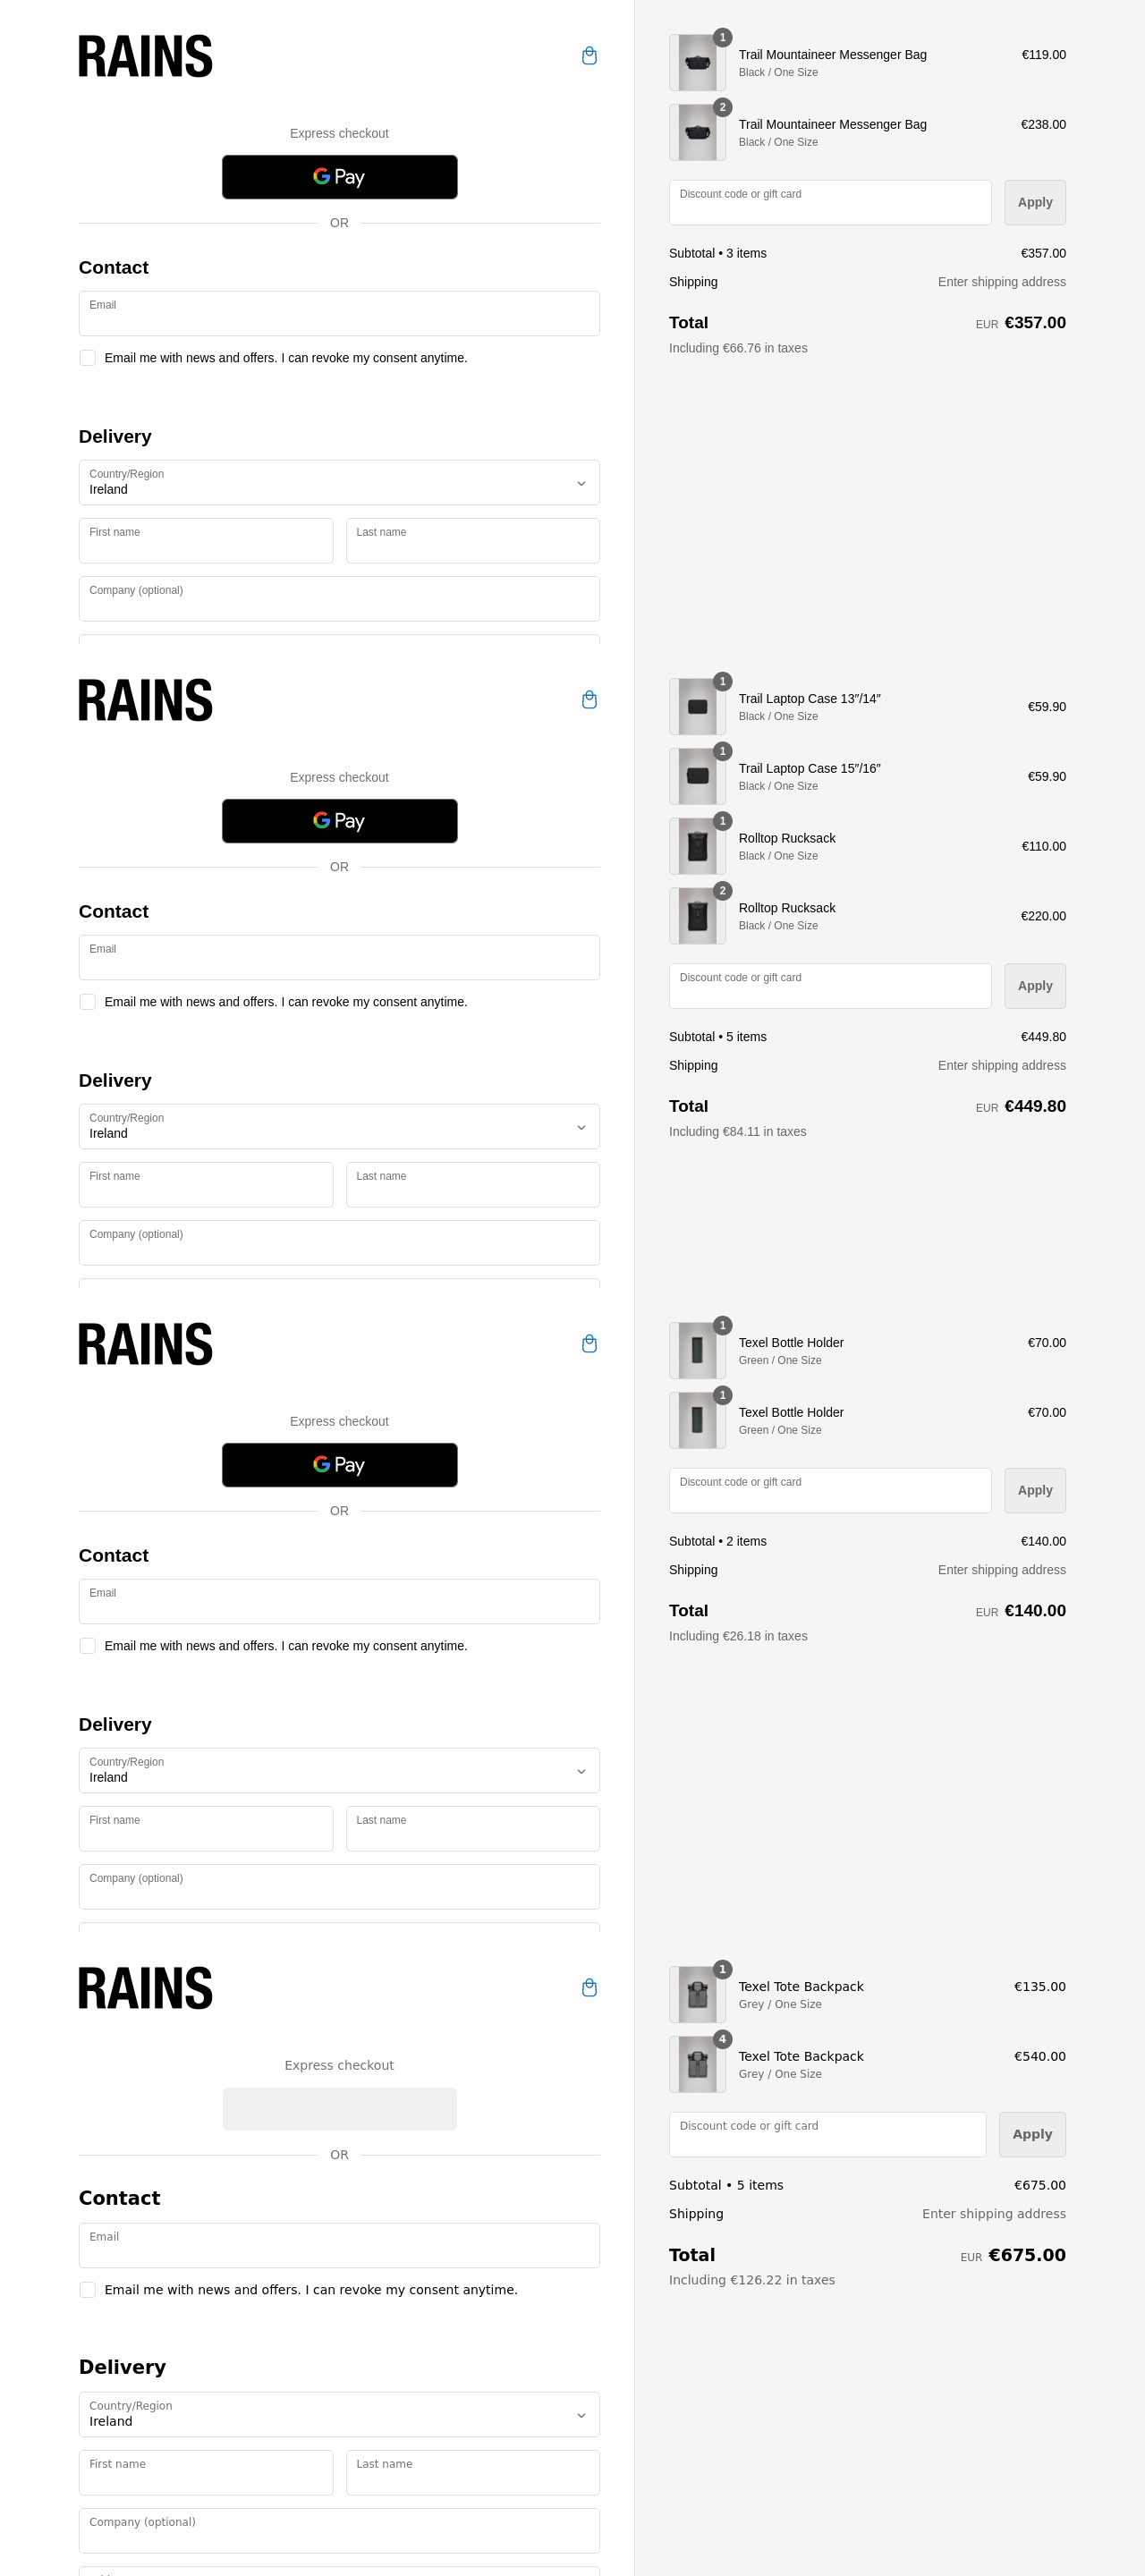 RAINS
Express checkout
G Pay
OR
Contact
Email
Email me with news and offers. I can revoke my consent anytime.
Delivery
Country/Region
Ireland
First name
Last name
Company (optional)
1
Trail Mountaineer Messenger Bag
€119.00
Black / One Size
2
Trail Mountaineer Messenger Bag
€238.00
Black / One Size
Discount code or gift card
Apply
Subtotal • 3 items
€357.00
Shipping
Enter shipping address
Total
EUR €357.00
Including €66.76 in taxes
RAINS
Express checkout
G Pay
OR
Contact
Email
Email me with news and offers. I can revoke my consent anytime.
Delivery
Country/Region
Ireland
First name
Last name
Company (optional)
1
Trail Laptop Case 13″/14″
€59.90
Black / One Size
1
Trail Laptop Case 15″/16″
€59.90
Black / One Size
1
Rolltop Rucksack
€110.00
Black / One Size
2
Rolltop Rucksack
€220.00
Black / One Size
Discount code or gift card
Apply
Subtotal • 5 items
€449.80
Shipping
Enter shipping address
Total
EUR €449.80
Including €84.11 in taxes
RAINS
Express checkout
G Pay
OR
Contact
Email
Email me with news and offers. I can revoke my consent anytime.
Delivery
Country/Region
Ireland
First name
Last name
Company (optional)
1
Texel Bottle Holder
€70.00
Green / One Size
1
Texel Bottle Holder
€70.00
Green / One Size
Discount code or gift card
Apply
Subtotal • 2 items
€140.00
Shipping
Enter shipping address
Total
EUR €140.00
Including €26.18 in taxes
RAINS
Express checkout
OR
Contact
Email
Email me with news and offers. I can revoke my consent anytime.
Delivery
Country/Region
Ireland
First name
Last name
Company (optional)
1
Texel Tote Backpack
€135.00
Grey / One Size
4
Texel Tote Backpack
€540.00
Grey / One Size
Discount code or gift card
Apply
Subtotal • 5 items
€675.00
Shipping
Enter shipping address
Total
EUR €675.00
Including €126.22 in taxes